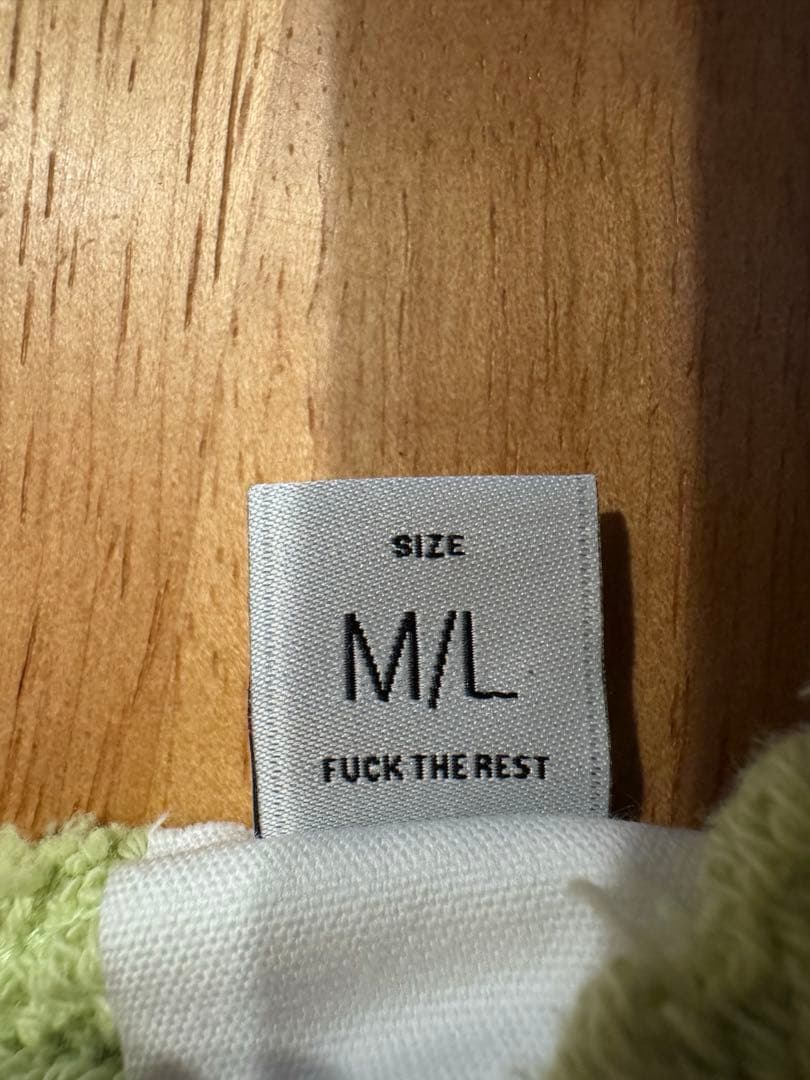 SIZE
M/L
FUCK THE REST